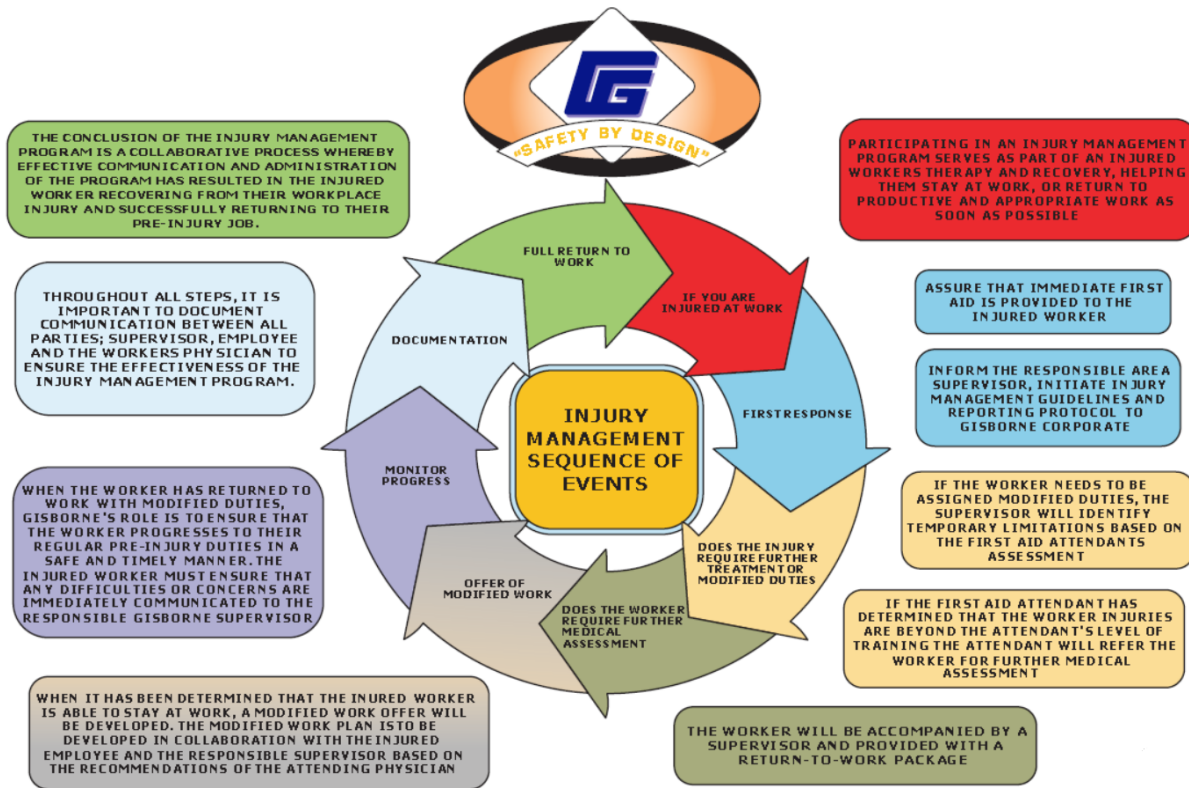 CG
"SAFETY BY DESIGN"
THE CONCLUSION OF THE INJURY MANAGEMENT
PROGRAM IS A COLLABORATIVE PROCESS WHEREBY
EFFECTIVE COMMUNICATION AND ADMINISTRATION
OF THE PROGRAM HAS RESULTED IN THE INJURED
WORKER RECOVERING FROM THEIR WORKPLACE
INJURY AND SUCCESSFULLY RETURNING TO THEIR
PRE-INJURY JOB.
PARTICIPATING IN AN INJURY MANAGEMENT
PROGRAM SERVES AS PART OF AN INJURED
WORKERS THERAPY AND RECOVERY, HELPING
THEM STAY AT WORK, OR RETURN TO
PRODUCTIVE AND APPROPRIATE WORK AS
SOON AS POSSIBLE
FULL RETURN TO
WORK
IF YOU ARE
INJURED AT WORK
THROUGHOUT ALL STEPS, IT IS
IMPORTANT TO DOCUMENT
COMMUNICATION BETWEEN ALL
PARTIES; SUPERVISOR, EMPLOYEE
AND THE WORKERS PHYSICIAN TO
ENSURE THE EFFECTIVENESS OF THE
INJURY MANAGEMENT PROGRAM.
DOCUMENTATION
ASSURE THAT IMMEDIATE FIRST
AID IS PROVIDED TO THE
INJURED WORKER
FIRST RESPONSE
INFORM THE RESPONSIBLE AREA
SUPERVISOR, INITIATE INJURY
MANAGEMENT GUIDELINES AND
REPORTING PROTOCOL TO
GISBORNE CORPORATE
INJURY
MANAGEMENT
SEQUENCE OF
EVENTS
MONITOR
PROGRESS
WHEN THE WORKER HAS RETURNED TO
WORK WITH MODIFIED DUTIES,
GISBORNE'S ROLE IS TO ENSURE THAT
THE WORKER PROGRESSES TO THEIR
REGULAR PRE-INJURY DUTIES IN A
SAFE AND TIMELY MANNER. THE
INJURED WORKER MUST ENSURE THAT
ANY DIFFICULTIES OR CONCERNS ARE
IMMEDIATELY COMMUNICATED TO THE
RESPONSIBLE GISBORNE SUPERVISOR
IF THE WORKER NEEDS TO BE
ASSIGNED MODIFIED DUTIES, THE
SUPERVISOR WILL IDENTIFY
TEMPORARY LIMITATIONS BASED ON
THE FIRST AID ATTENDANTS
ASSESSMENT
DOES THE INJURY
REQUIRE FURTHER
TREATMENT OR
MODIFIED DUTIES
OFFER OF
MODIFIED WORK
DOES THE WORKER
REQUIRE FURTHER
MEDICAL
ASSESSMENT
IF THE FIRST AID ATTENDANT HAS
DETERMINED THAT THE WORKER INJURIES
ARE BEYOND THE ATTENDANT'S LEVEL OF
TRAINING THE ATTENDANT WILL REFER THE
WORKER FOR FURTHER MEDICAL
ASSESSMENT
WHEN IT HAS BEEN DETERMINED THAT THE INURED WORKER
IS ABLE TO STAY AT WORK, A MODIFIED WORK OFFER WILL
BE DEVELOPED. THE MODIFIED WORK PLAN ISTO BE
DEVELOPED IN COLLABORATION WITH THE INJURED
EMPLOYEE AND THE RESPONSIBLE SUPERVISOR BASED ON
THE RECOMMENDATIONS OF THE ATTENDING PHYSICIAN
THE WORKER WILL BE ACCOMPANIED BY A
SUPERVISOR AND PROVIDED WITH A
RETURN-TO-WORK PACKAGE